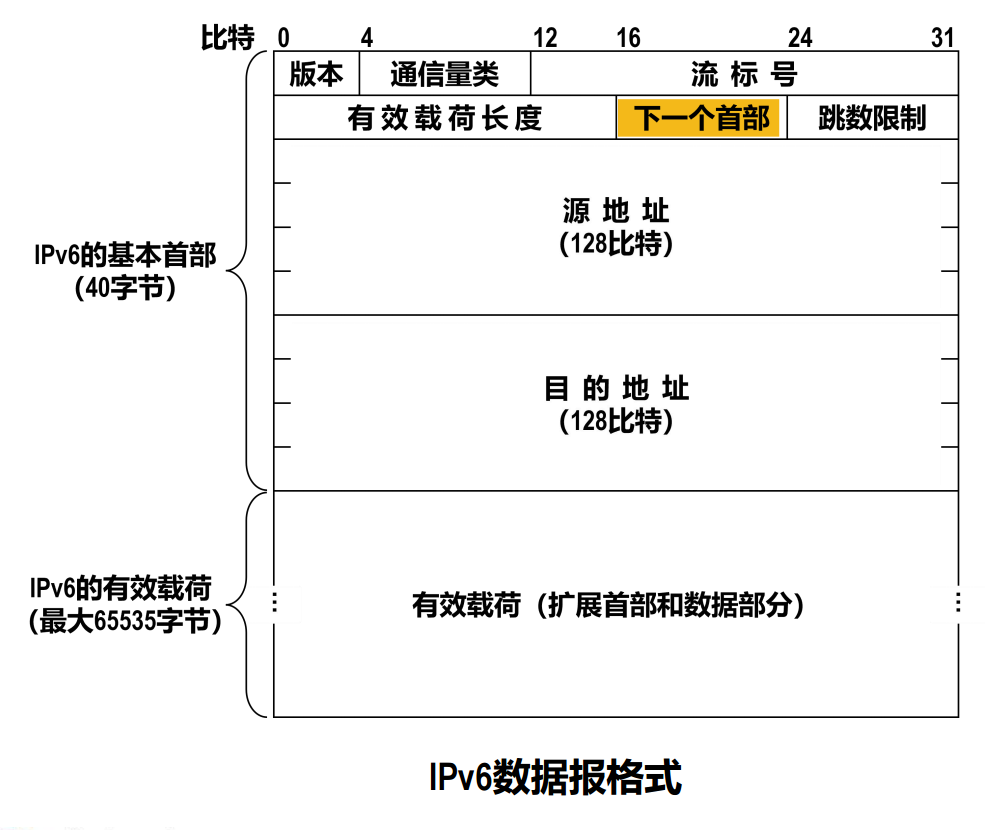 比特 0 4 12 16 24 31
版本 通信量类 流标号
有效载荷长度 下一个首部 跳数限制
源地址
(128比特)
IPv6的基本首部
(40字节)
目的地址
(128比特)
IPv6的有效载荷
(最大65535字节)
有效载荷（扩展首部和数据部分）
IPv6数据报格式